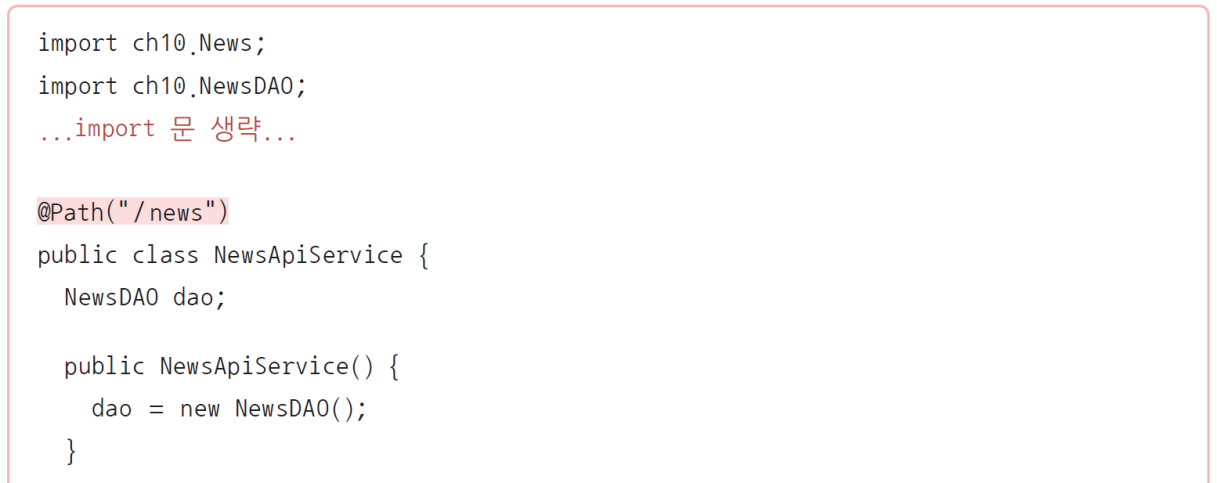 import ch10.News;
import ch10.NewsDAO;
...import 문 생략...
@Path("/news")
public class NewsApiService {
NewsDAO dao;
public NewsApiService() {
dao = new NewsDAO();
}